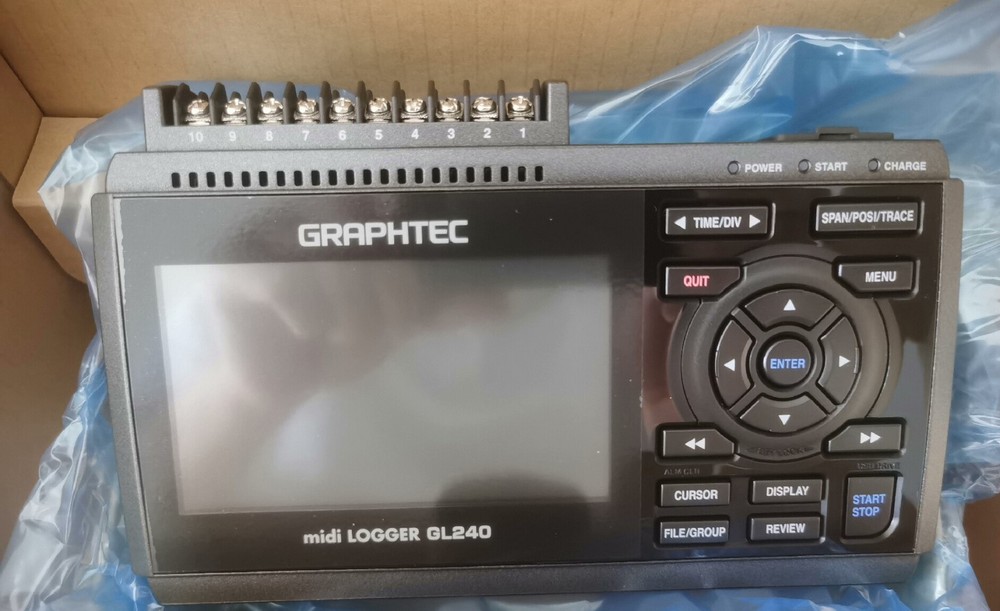 10 9 8 7 6 5 4 3 2 1
POWER START CHARGE
GRAPHTEC
TIME/DIV SPAN/POSI/TRACE
QUIT MENU
ENTER
CURSOR DISPLAY
START
STOP
FILE/GROUP REVIEW
midi LOGGER GL240